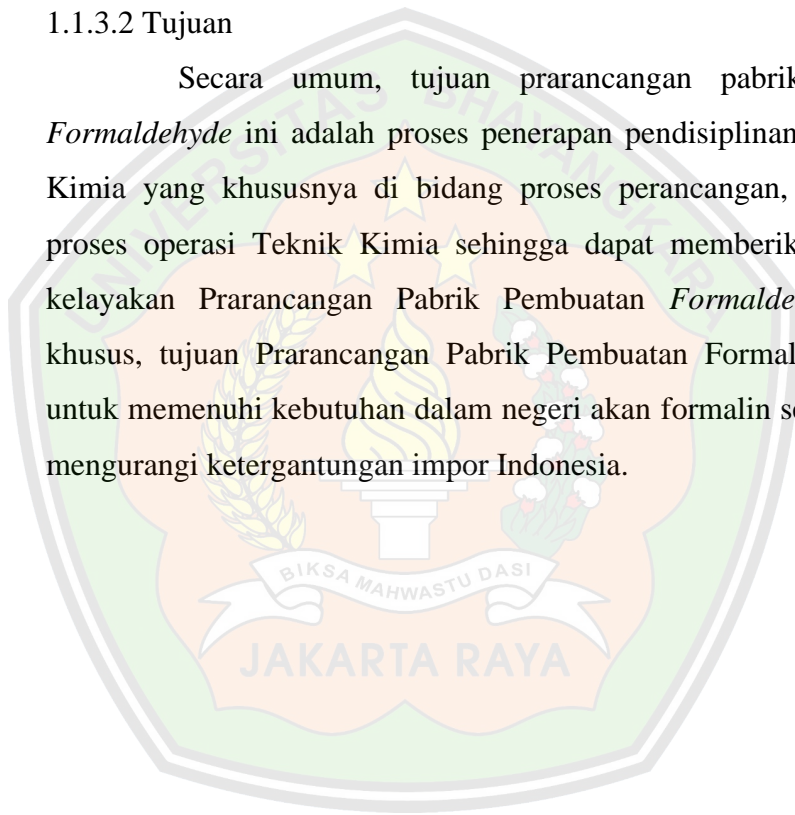 1.1.3.2 Tujuan
Secara umum, tujuan prarancangan pabrik
Formaldehyde ini adalah proses penerapan pendisiplinan
Kimia yang khususnya di bidang proses perancangan,
proses operasi Teknik Kimia sehingga dapat memberik
kelayakan Prarancangan Pabrik Pembuatan Formalde
khusus, tujuan Prarancangan Pabrik Pembuatan Formal
untuk memenuhi kebutuhan dalam negeri akan formalin s
mengurangi ketergantungan impor Indonesia.
UNIVERSITAS BHAYANGKARA
BIKSA MAHWASTU DASI
JAKARTA RAYA